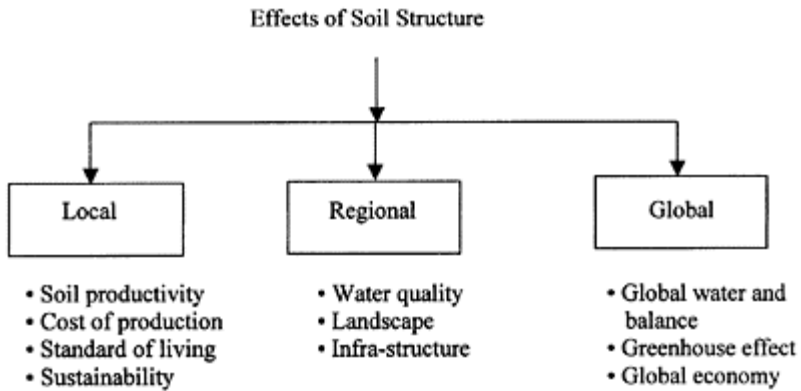 Effects of Soil Structure
Local
Regional
Global
• Soil productivity
• Cost of production
• Standard of living
• Sustainability
• Water quality
• Landscape
• Infra-structure
• Global water and
balance
• Greenhouse effect
• Global economy